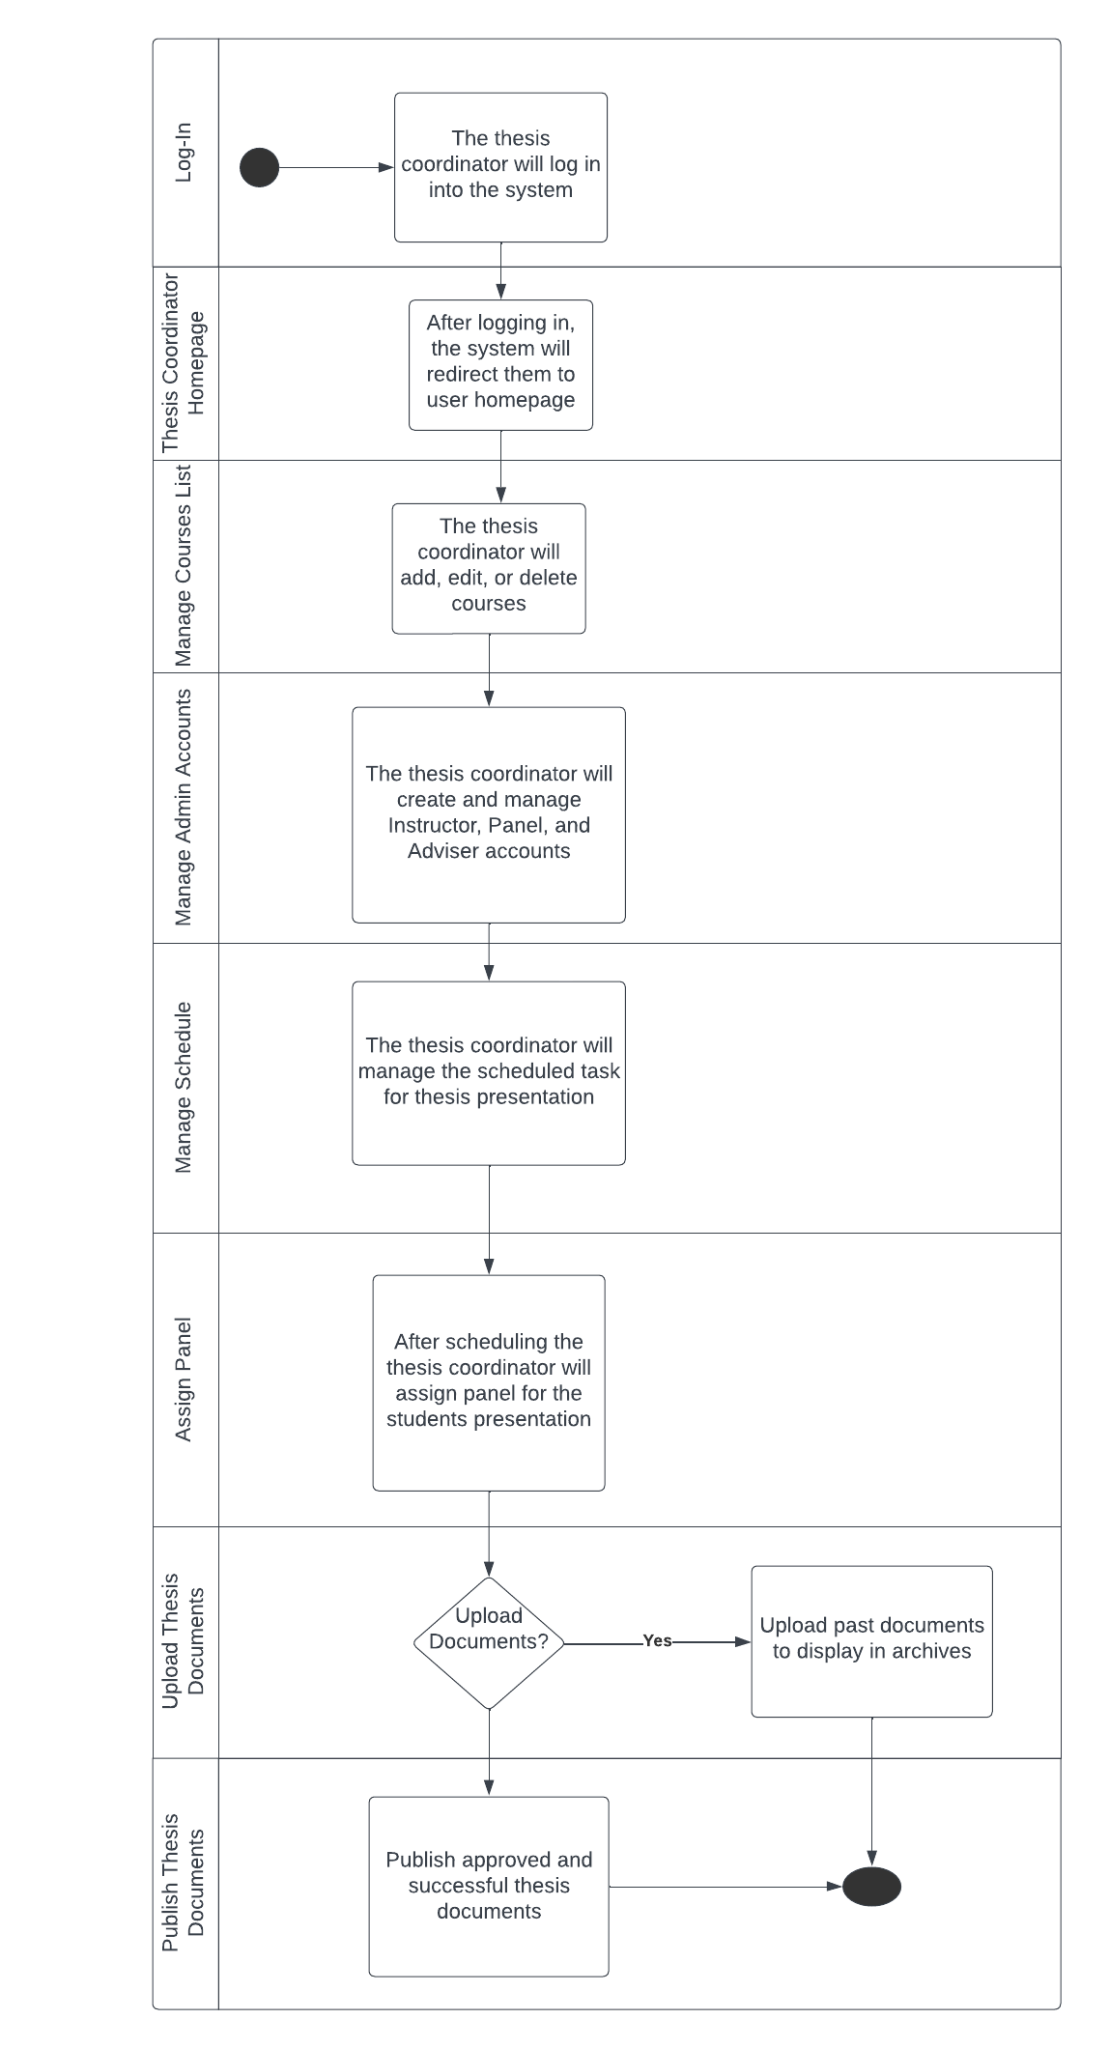 Log-In
The thesis
coordinator will log in
into the system
Thesis Coordinator
Homepage
After logging in,
the system will
redirect them to
user homepage
Manage Courses List
The thesis
coordinator will
add, edit, or delete
courses
Manage Admin Accounts
The thesis coordinator will
create and manage
Instructor, Panel, and
Adviser accounts
Manage Schedule
The thesis coordinator will
manage the scheduled task
for thesis presentation
Assign Panel
After scheduling the
thesis coordinator will
assign panel for the
students presentation
Upload Thesis
Documents
Upload
Documents?
Yes
Upload past documents
to display in archives
Publish Thesis
Documents
Publish approved and
successful thesis
documents